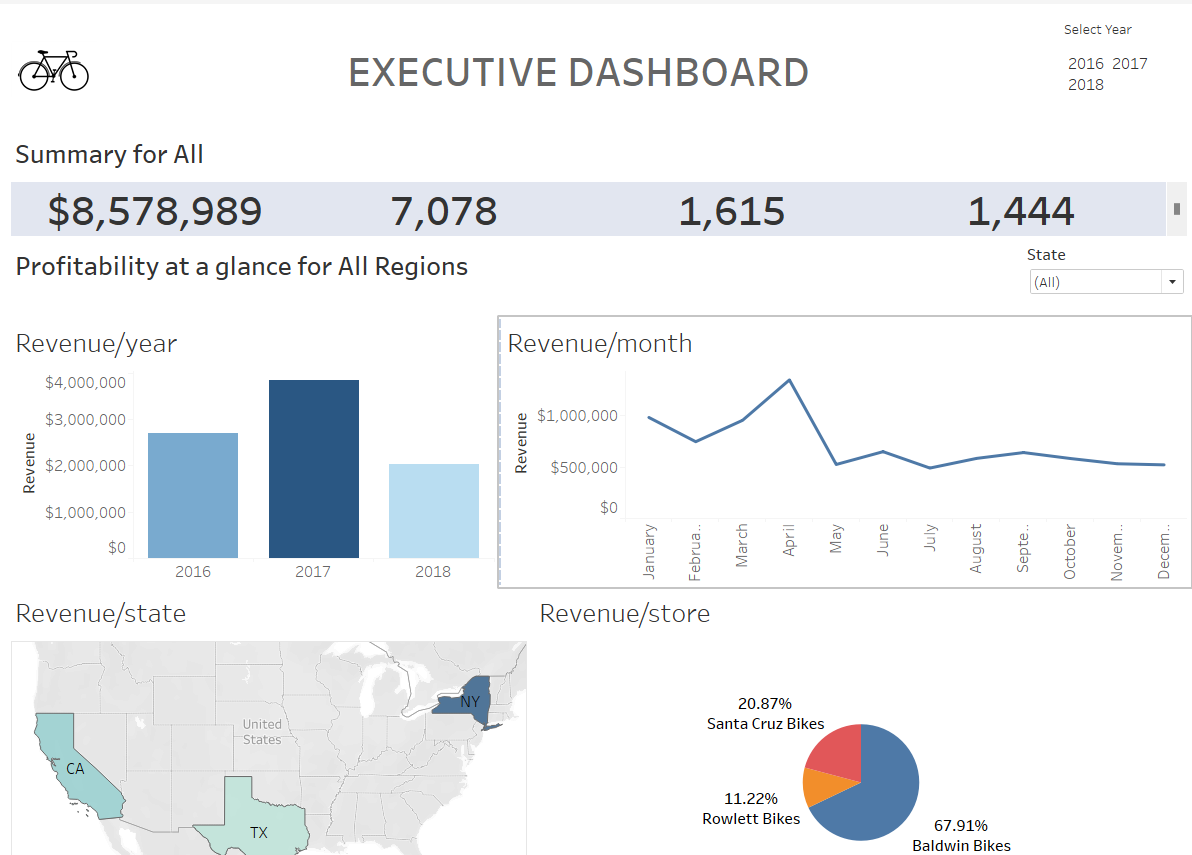 Select Year
EXECUTIVE DASHBOARD
2016 2017
2018
Summary for All
$8,578,989 7,078 1,615 1,444
Profitability at a glance for All Regions
State
(All)
Revenue/year
$4,000,000
$3,000,000
$2,000,000
$1,000,000
$0
Revenue
2016 2017 2018
Revenue/month
$1,000,000
$500,000
$0
Revenue
January
Februa..
March
April
May
June
July
August
Septe..
October
Novem..
Decem..
Revenue/state
United
States
NY
CA
TX
Revenue/store
20.87%
Santa Cruz Bikes
11.22%
Rowlett Bikes
67.91%
Baldwin Bikes